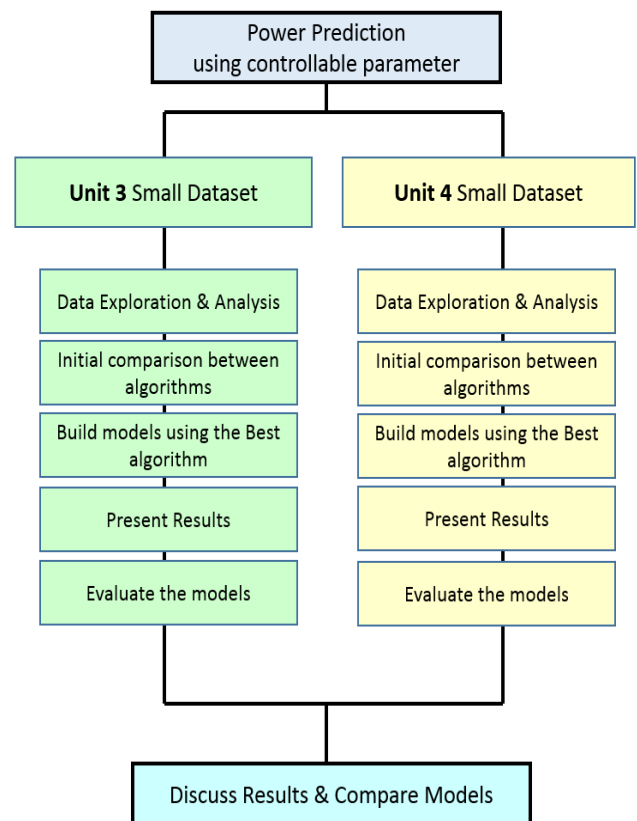 Power Prediction
using controllable parameter
Unit 3 Small Dataset
Data Exploration & Analysis
Initial comparison between
algorithms
Build models using the Best
algorithm
Present Results
Evaluate the models
Unit 4 Small Dataset
Data Exploration & Analysis
Initial comparison between
algorithms
Build models using the Best
algorithm
Present Results
Evaluate the models
Discuss Results & Compare Models